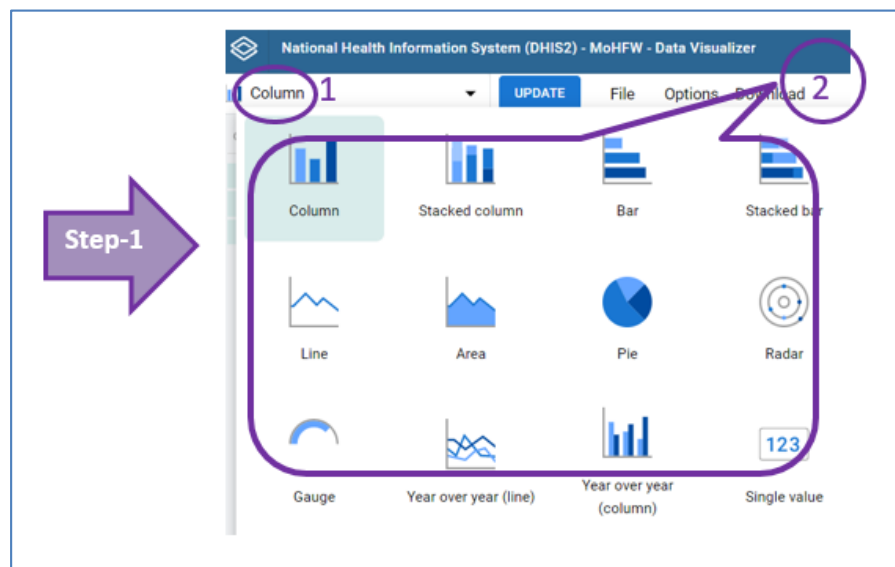 National Health Information System (DHIS2) - MoHFW - Data Visualizer
Column 1 UPDATE File Options Download 2
Column Stacked column Bar Stacked bar
Step-1
Line Area Pie Radar
123
Gauge Year over year (line) Year over year (column) Single value